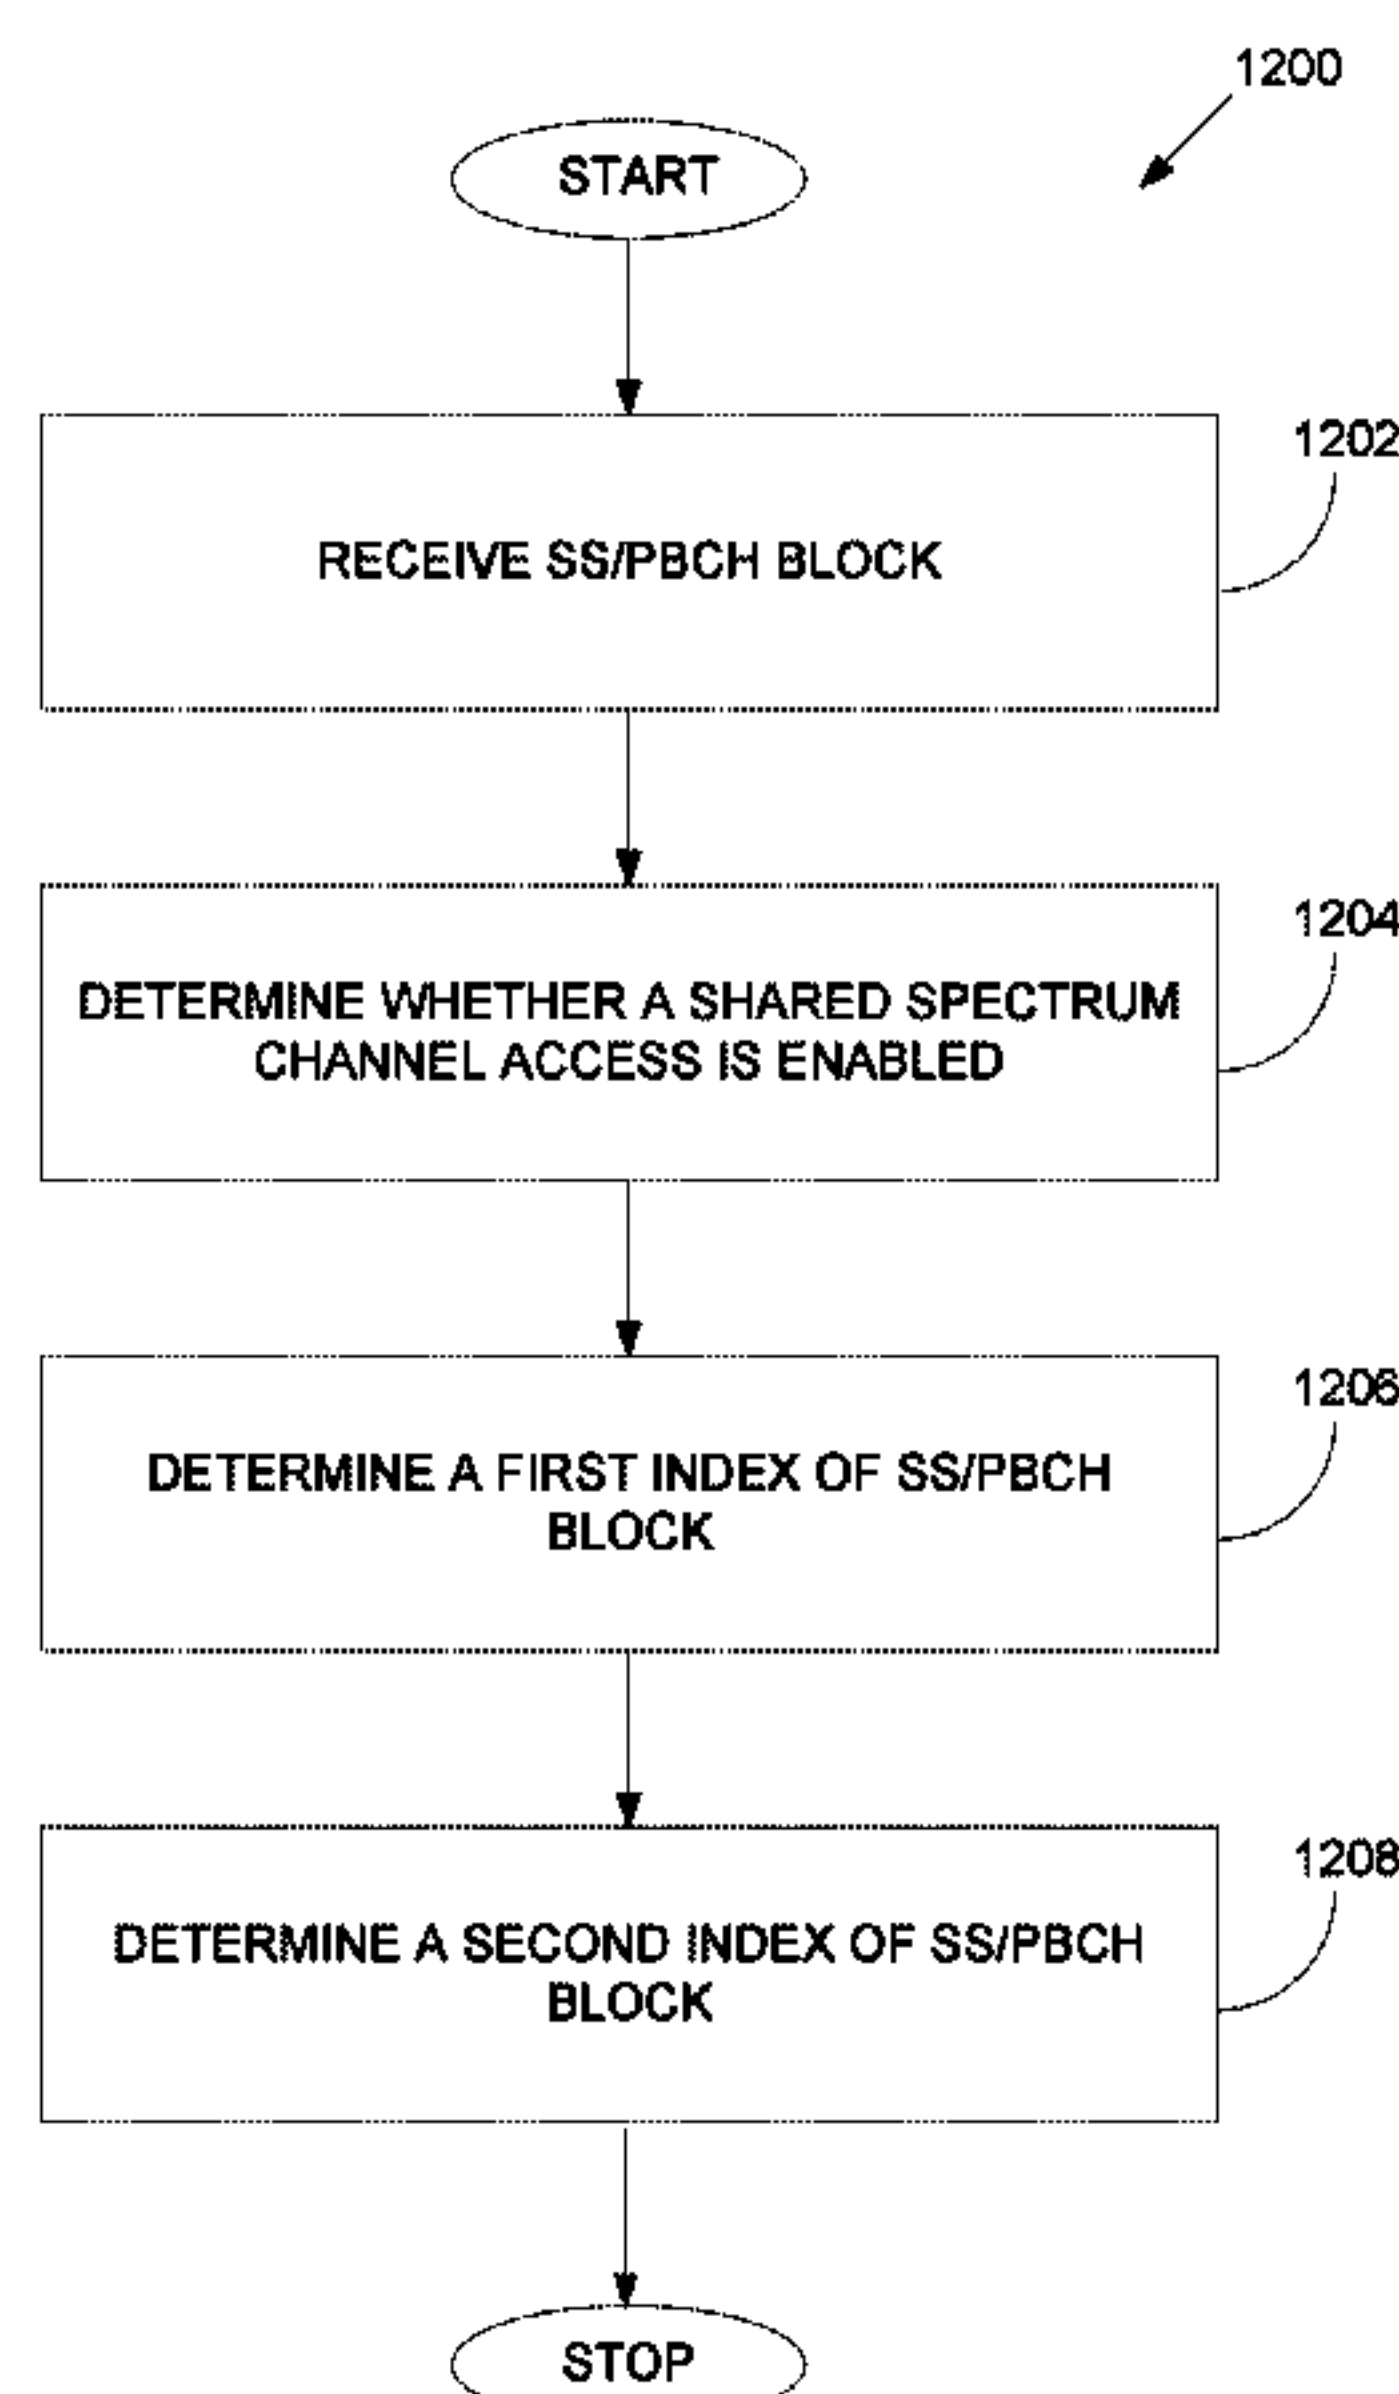 1200
START
1202
RECEIVE SS/PBCH BLOCK
1204
DETERMINE WHETHER A SHARED SPECTRUM
CHANNEL ACCESS IS ENABLED
1206
DETERMINE A FIRST INDEX OF SS/PBCH
BLOCK
1208
DETERMINE A SECOND INDEX OF SS/PBCH
BLOCK
STOP